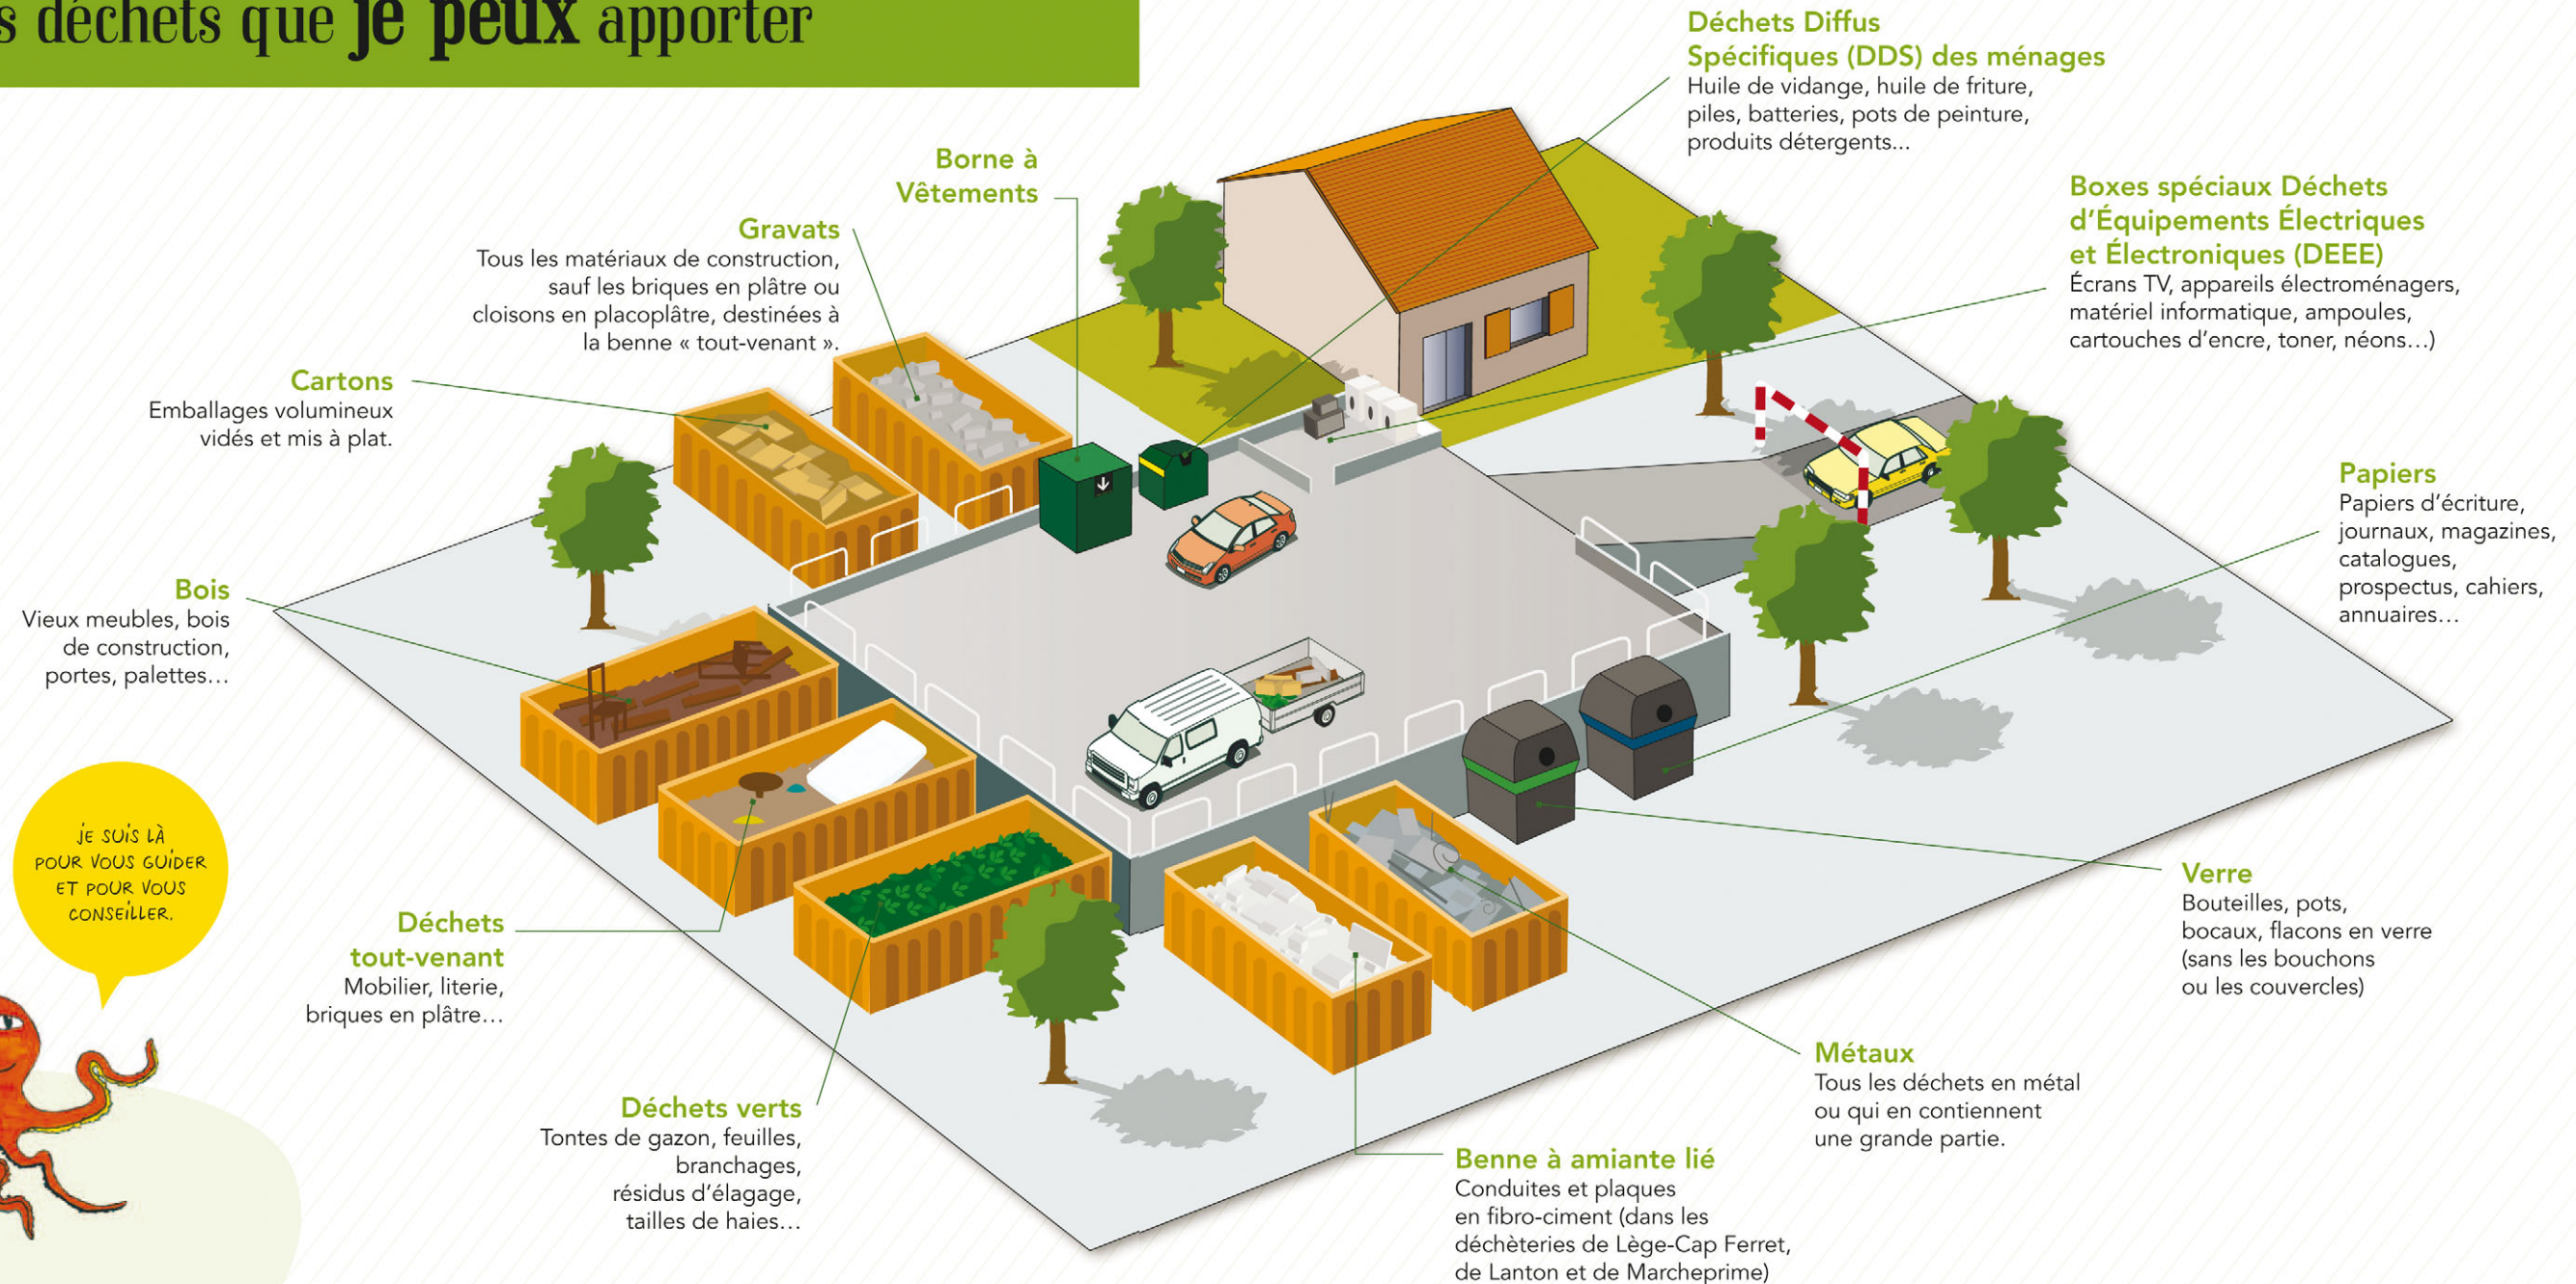 s déchets que je peux apporter
Déchets Diffus
Spécifiques (DDS) des ménages
Huile de vidange, huile de friture,
piles, batteries, pots de peinture,
produits détergents...
Borne à
Vêtements
Boxes spéciaux Déchets
d'Équipements Électriques
et Électroniques (DEEE)
Écrans TV, appareils électroménagers,
matériel informatique, ampoules,
cartouches d'encre, toner, néons…)
Gravats
Tous les matériaux de construction,
sauf les briques en plâtre ou
cloisons en placoplâtre, destinées à
la benne « tout-venant ».
Cartons
Emballages volumineux
vidés et mis à plat.
Papiers
Papiers d'écriture,
journaux, magazines,
catalogues,
prospectus, cahiers,
annuaires…
Bois
Vieux meubles, bois
de construction,
portes, palettes…
JE SUIS LÀ
POUR VOUS GUIDER
ET POUR VOUS
CONSEILLER.
Verre
Bouteilles, pots,
bocaux, flacons en verre
(sans les bouchons
ou les couvercles)
Déchets
tout-venant
Mobilier, literie,
briques en plâtre…
Métaux
Tous les déchets en métal
ou qui en contiennent
une grande partie.
Déchets verts
Tontes de gazon, feuilles,
branchages,
résidus d'élagage,
tailles de haies…
Benne à amiante lié
Conduites et plaques
en fibro-ciment (dans les
déchèteries de Lège-Cap Ferret,
de Lanton et de Marcheprime)